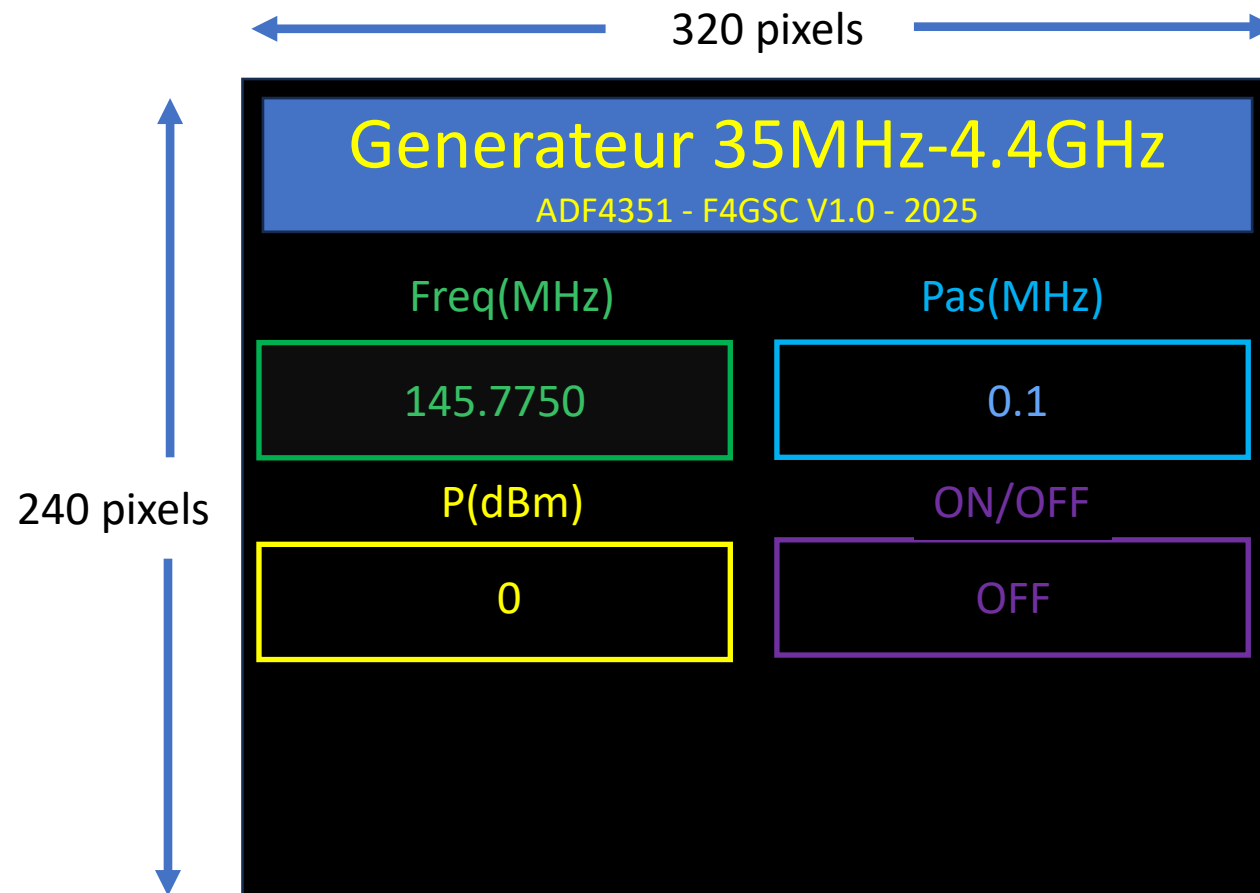 320 pixels
Generateur 35MHz-4.4GHz
ADF4351 - F4GSC V1.0 - 2025
Freq(MHz)
Pas(MHz)
145.7750
0.1
240 pixels
P(dBm)
ON/OFF
0
OFF